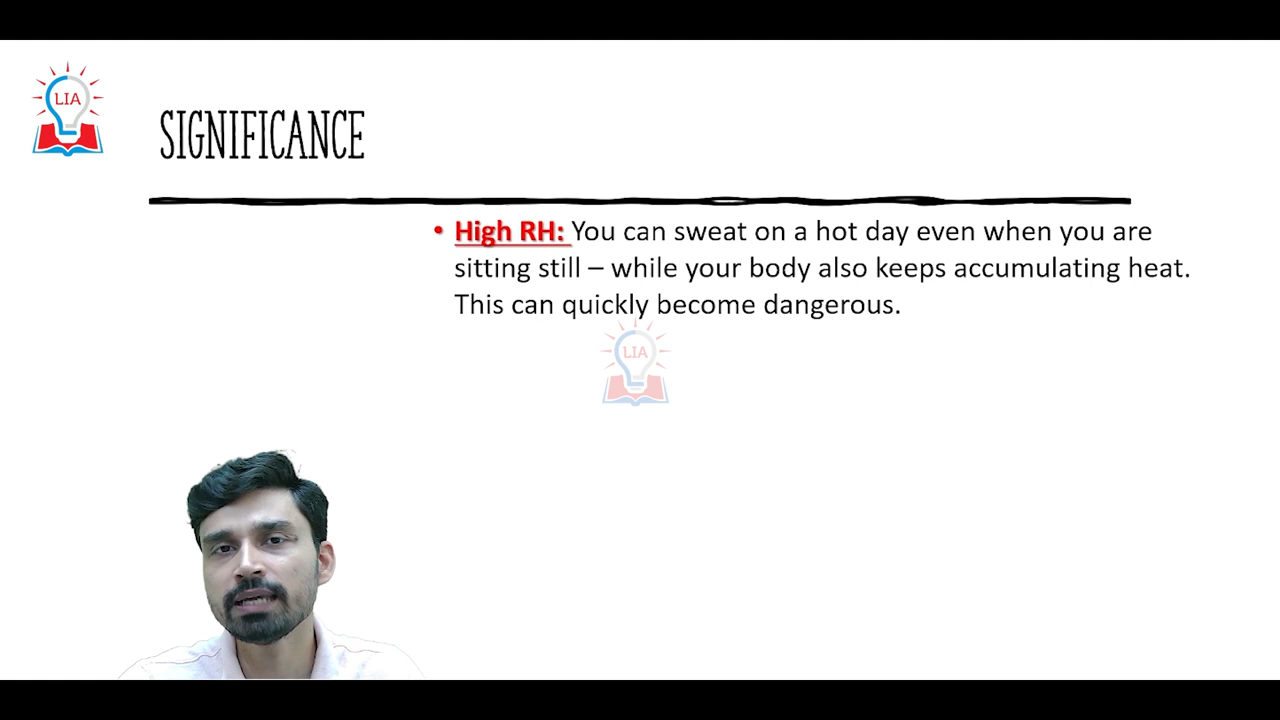 LIA
SIGNIFICANCE
• High RH: You can sweat on a hot day even when you are
sitting still – while your body also keeps accumulating heat.
This can quickly become dangerous.
LIA